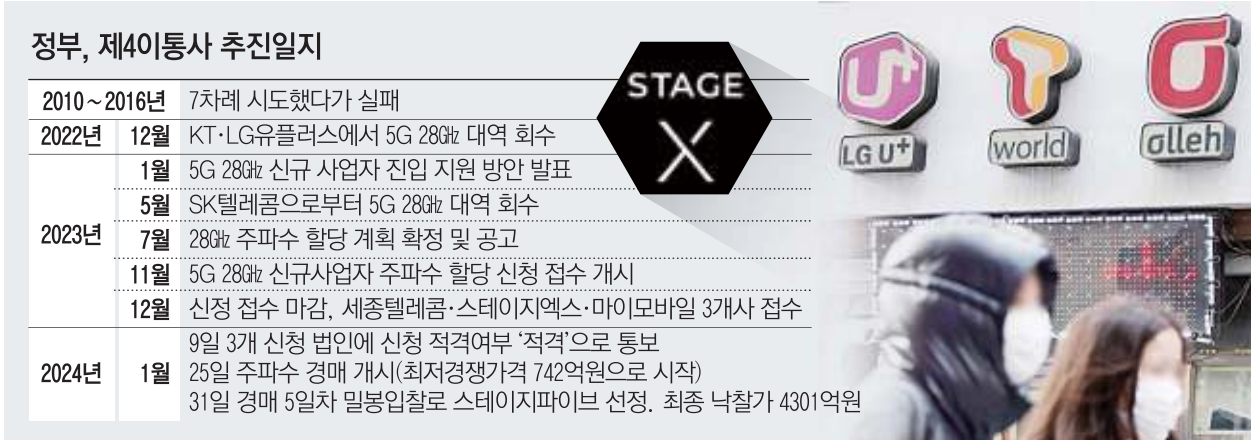 정부, 제4이통사 추진일지
2010~2016년 7차례 시도했다가 실패
2022년 12월 KT·LG유플러스에서 5G 28㎓ 대역 회수
2023년 1월 5G 28㎓ 신규 사업자 진입 지원 방안 발표
5월 SK텔레콤으로부터 5G 28㎓ 대역 회수
7월 28㎓ 주파수 할당 계획 확정 및 공고
11월 5G 28㎓ 신규사업자 주파수 할당 신청 접수 개시
12월 신정 접수 마감, 세종텔레콤·스테이지엑스·마이모바일 3개사 접수
2024년 1월 9일 3개 신청 법인에 신청 적격여부 ‘적격’으로 통보
25일 주파수 경매 개시(최저경쟁가격 742억원으로 시작)
31일 경매 5일차 밀봉입찰로 스테이지파이브 선정. 최종 낙찰가 4301억원
STAGE
X
U+
LG U+
T
world
olleh